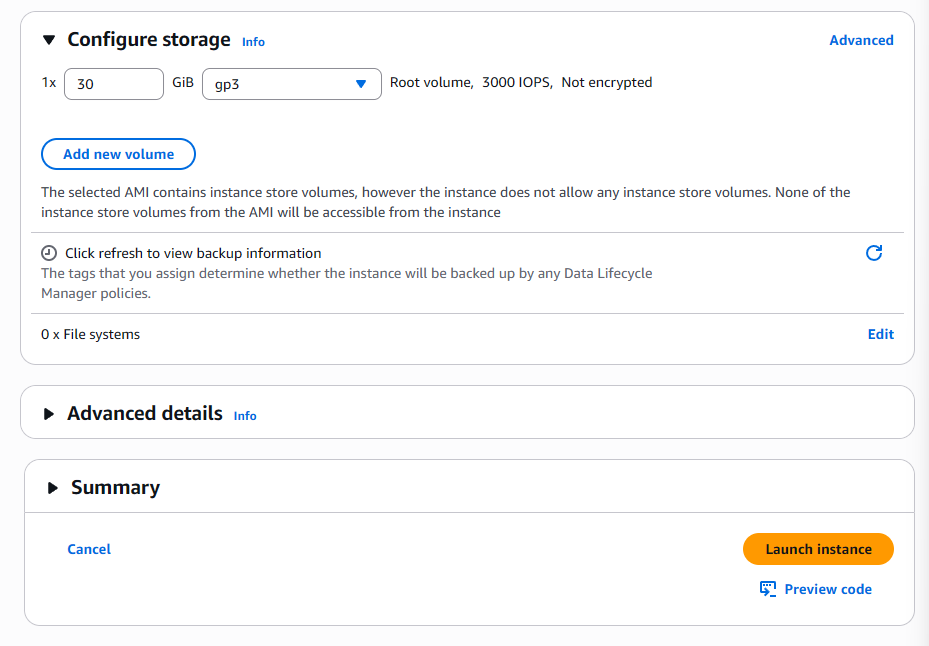 Configure storage Info Advanced
1x 30 GiB gp3 Root volume, 3000 IOPS, Not encrypted
Add new volume
The selected AMI contains instance store volumes, however the instance does not allow any instance store volumes. None of the
instance store volumes from the AMI will be accessible from the instance
Click refresh to view backup information
The tags that you assign determine whether the instance will be backed up by any Data Lifecycle
Manager policies.
0 x File systems Edit
Advanced details Info
Summary
Cancel Launch instance
Preview code